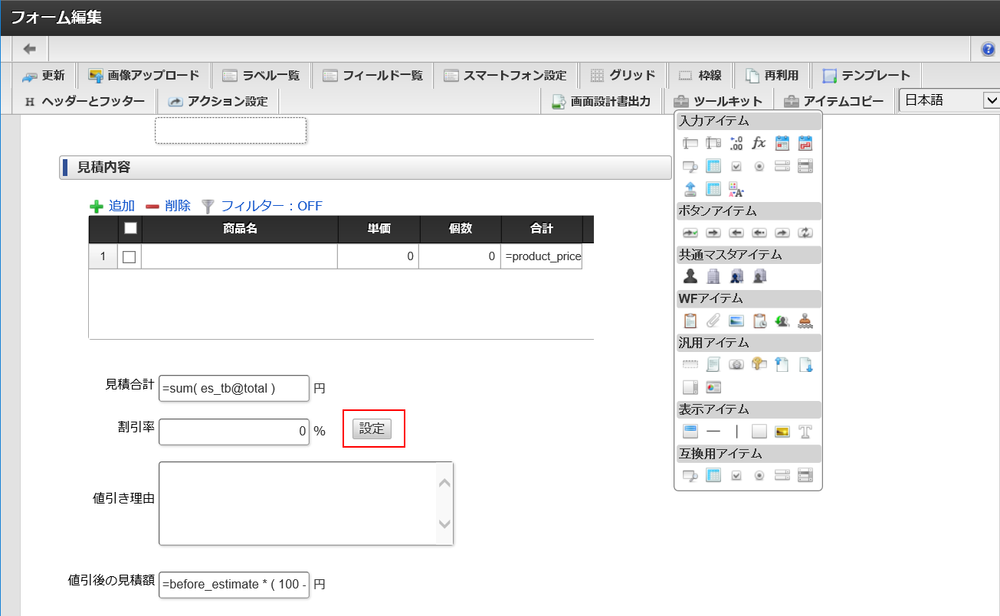 フォーム編集
更新 画像アップロード ラベル一覧 フィールド一覧 スマートフォン設定 グリッド 枠線 再利用 テンプレート
H ヘッダーとフッター アクション設定 画面設計書出力 ツールキット アイテムコピー 日本語
入力アイテム
ボタンアイテム
共通マスタアイテム
WFアイテム
汎用アイテム
表示アイテム
互換用アイテム
見積内容
追加 削除 フィルター：OFF
商品名 単価 個数 合計
1 0 0 =product_price
見積合計 =sum( es_tb@total ) 円
割引率 0 % 設定
値引き理由
値引後の見積額 =before_estimate * ( 100 - 円